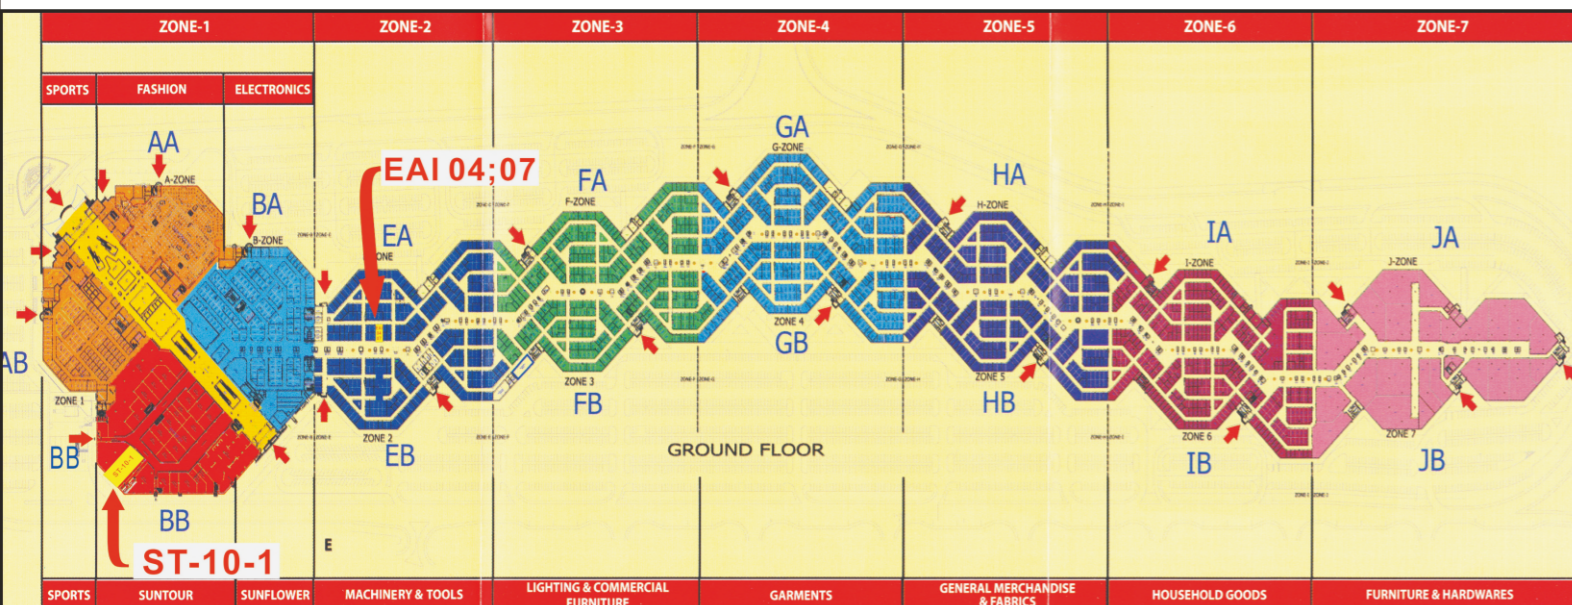 ZONE-1 ZONE-2 ZONE-3 ZONE-4 ZONE-5 ZONE-6 ZONE-7
SPORTS FASHION ELECTRONICS
GA
G-ZONE
AA
EAI 04;07
A-ZONE
FA
F-ZONE
HA
H-ZONE
BA
B-ZONE
EA
ZONE
IA
I-ZONE
JA
J-ZONE
ZONE 4
GB
AB
ZONE 1
ZONE 3
FB
ZONE 5
HB
ZONE 2
EB
ZONE 6
IB
ZONE 7
JB
GROUND FLOOR
BB
ST-10-1
BB
E
ST-10-1
SPORTS SUNTOUR SUNFLOWER MACHINERY & TOOLS LIGHTING & COMMERCIAL FURNITURE GARMENTS GENERAL MERCHANDISE & FABRICS HOUSEHOLD GOODS FURNITURE & HARDWARES